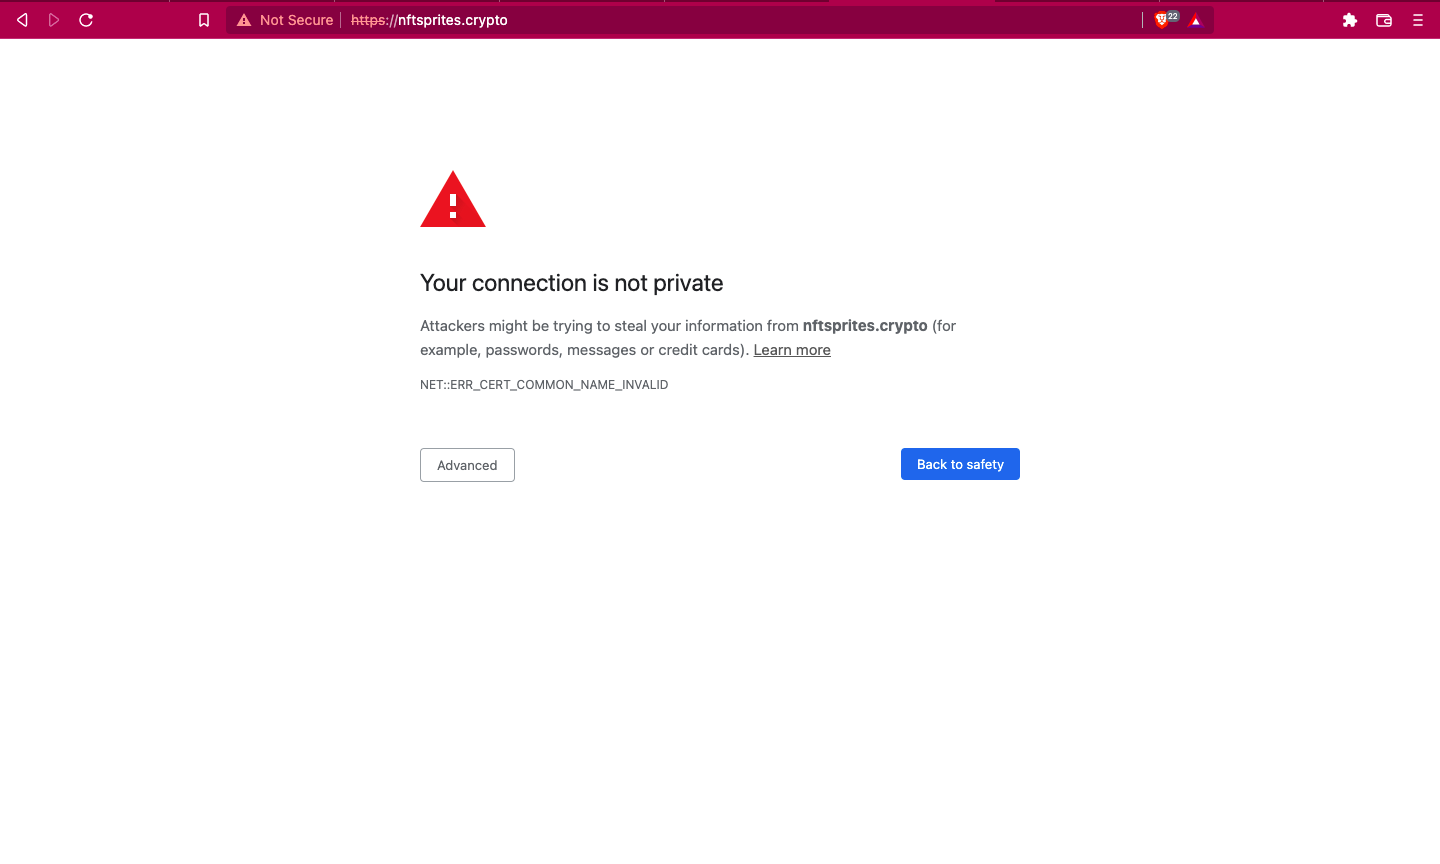 Not Secure https://nftsprites.crypto 22
Your connection is not private
Attackers might be trying to steal your information from nftsprites.crypto (for
example, passwords, messages or credit cards). Learn more
NET::ERR_CERT_COMMON_NAME_INVALID
Advanced Back to safety